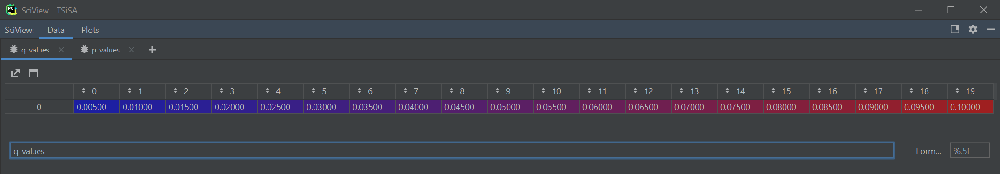 PC SciView - TSiSA
SciView: Data Plots
q_values p_values
0 1 2 3 4 5 6 7 8 9 10 11 12 13 14 15 16 17 18 19
0 0.00500 0.01000 0.01500 0.02000 0.02500 0.03000 0.03500 0.04000 0.04500 0.05000 0.05500 0.06000 0.06500 0.07000 0.07500 0.08000 0.08500 0.09000 0.09500 0.10000
q_values Form... %.5f